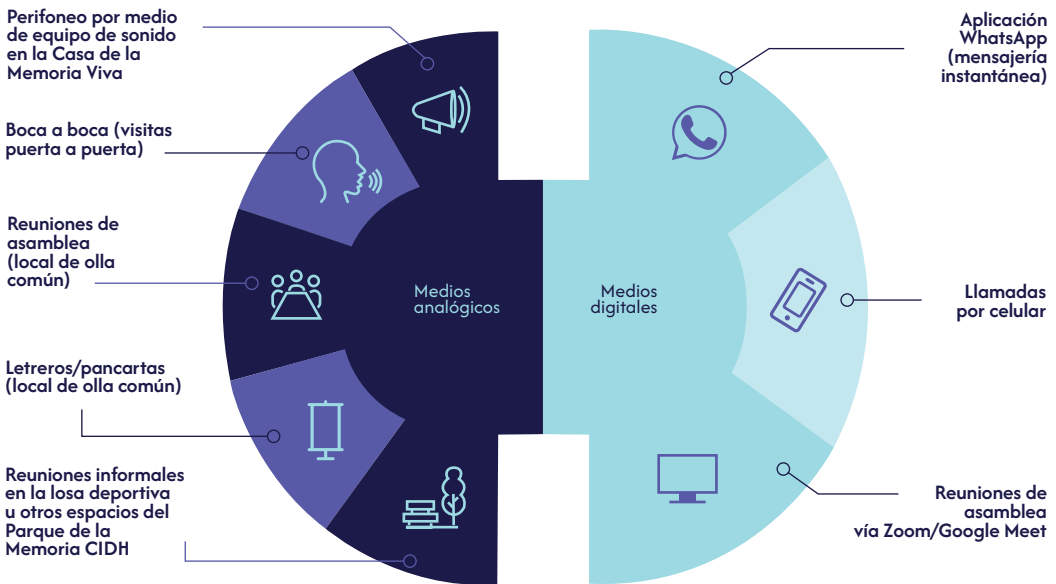 Perifoneo por medio
de equipo de sonido
en la Casa de la
Memoria Viva
Boca a boca (visitas
puerta a puerta)
Reuniones de
asamblea
(local de olla
común)
Letreros/pancartas
(local de olla común)
Reuniones informales
en la losa deportiva
u otros espacios del
Parque de la
Memoria CIDH
Medios
analógicos
Medios
digitales
Aplicación
WhatsApp
(mensajería
instantánea)
Llamadas
por celular
Reuniones de
asamblea
vía Zoom/Google Meet